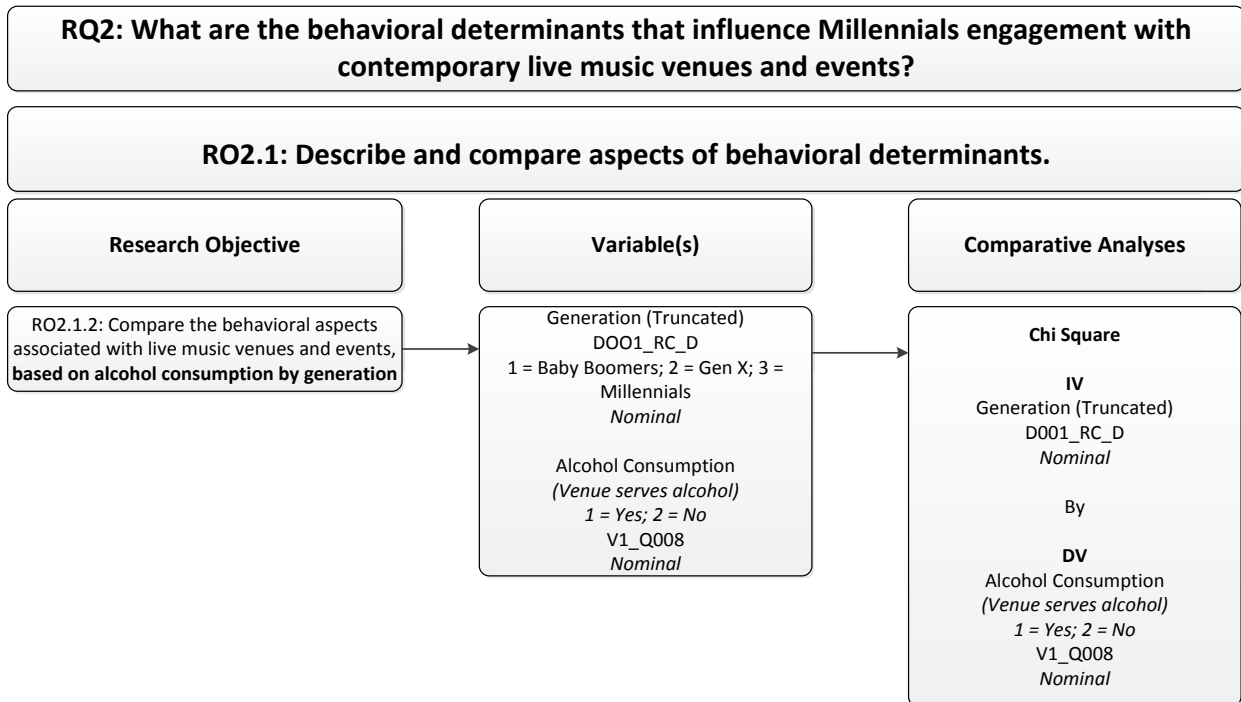 RQ2: What are the behavioral determinants that influence Millennials engagement with
contemporary live music venues and events?
RO2.1: Describe and compare aspects of behavioral determinants.
Research Objective
Variable(s)
Comparative Analyses
RO2.1.2: Compare the behavioral aspects
associated with live music venues and events,
based on alcohol consumption by generation
Generation (Truncated)
DOO1_RC_D
1 = Baby Boomers; 2 = Gen X; 3 =
Millennials
Nominal
Alcohol Consumption
(Venue serves alcohol)
1 = Yes; 2 = No
V1_Q008
Nominal
Chi Square
IV
Generation (Truncated)
D001_RC_D
Nominal
By
DV
Alcohol Consumption
(Venue serves alcohol)
1 = Yes; 2 = No
V1_Q008
Nominal